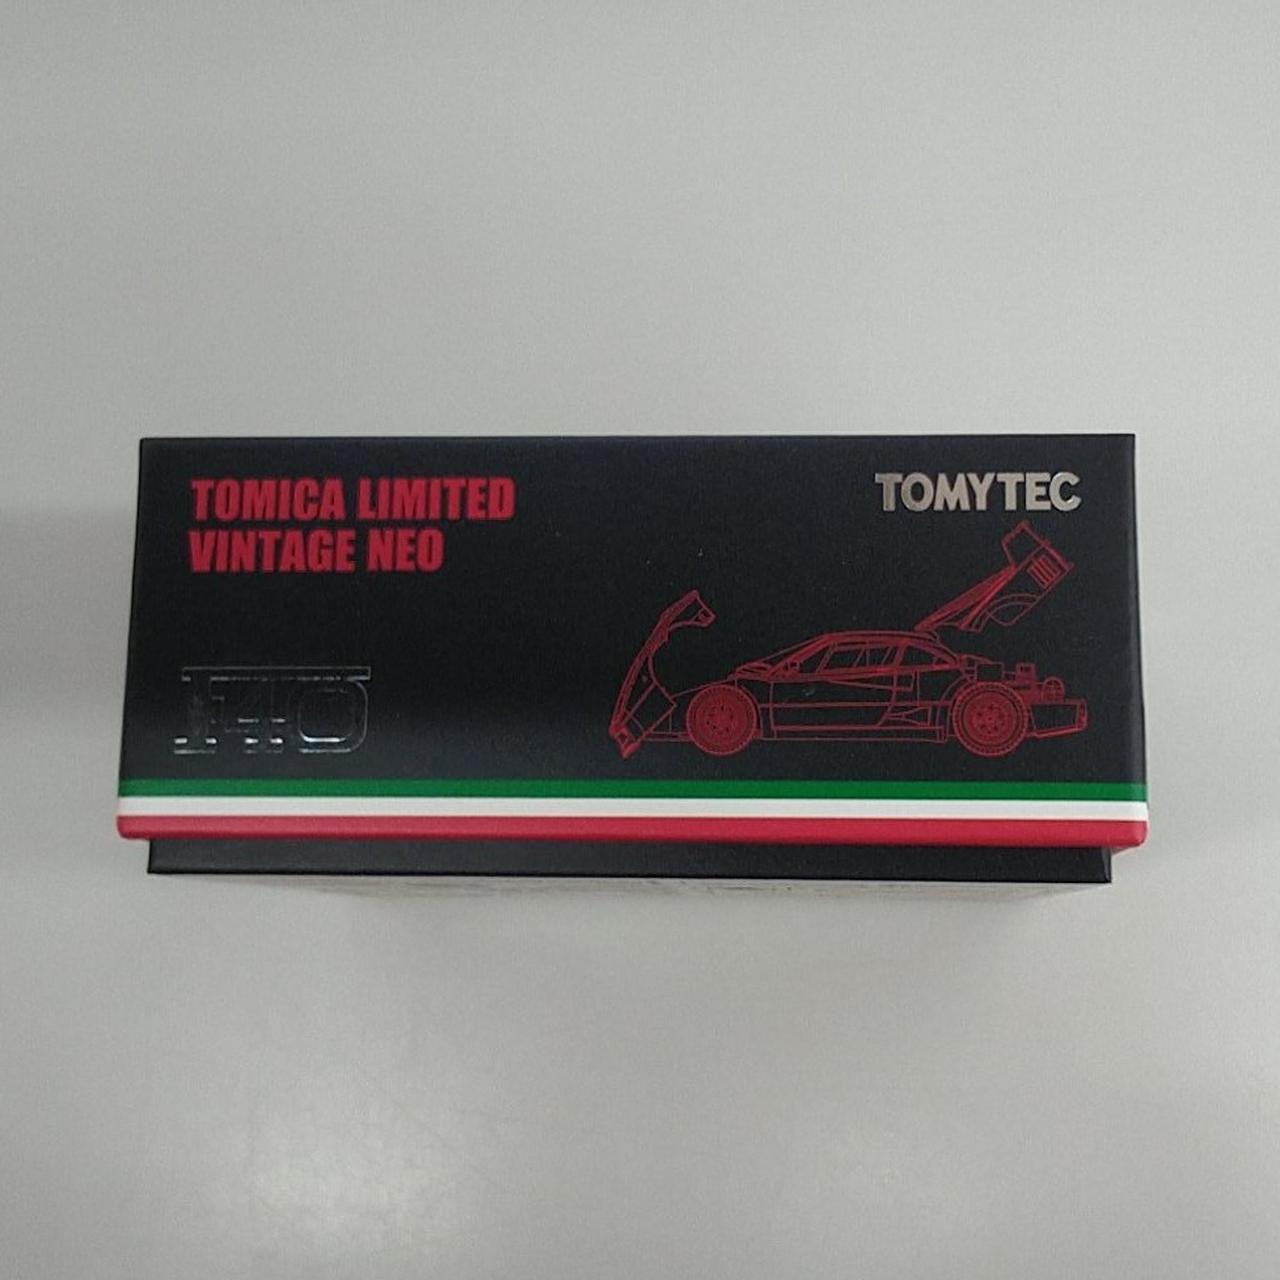 TOMICA LIMITED
VINTAGE NEO
TOMYTEC
F40